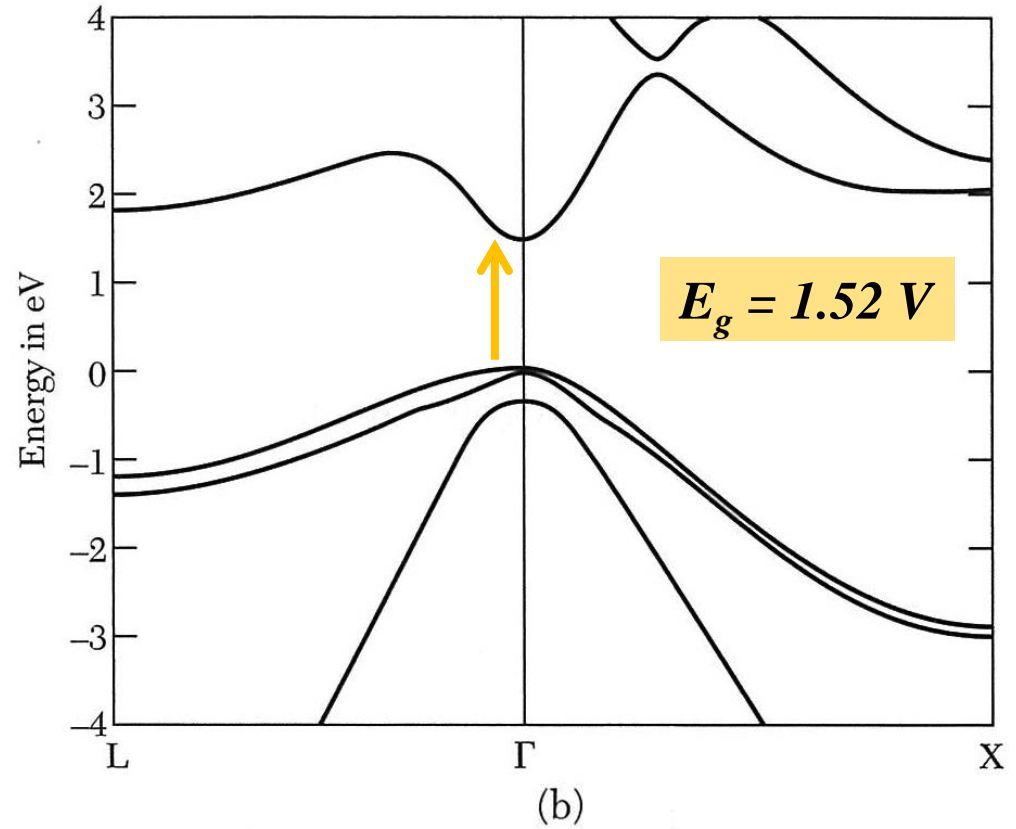 4
3
2
1
0
–1
–2
–3
–4
Energy in eV
E_g = 1.52 V
L Γ X
(b)